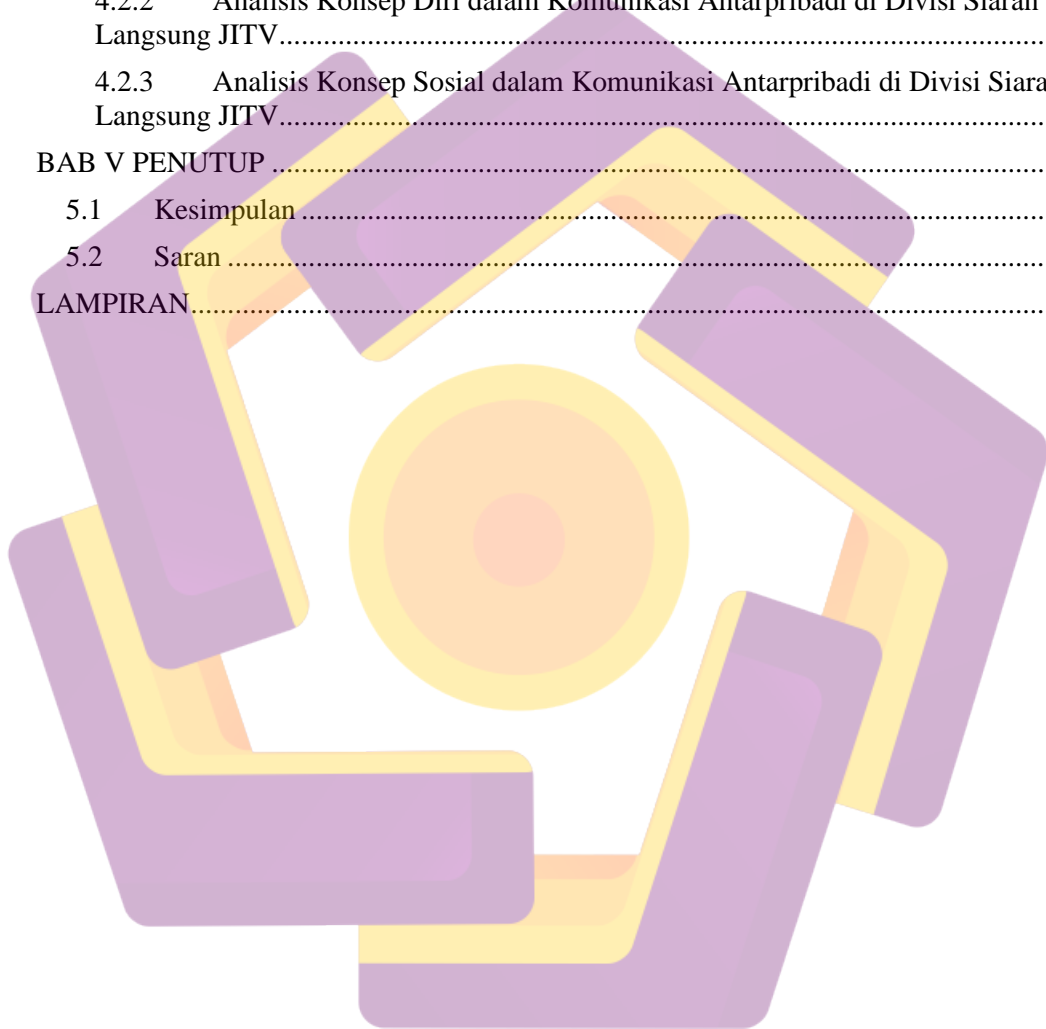 4.2.2 Analisis Konsep Diri dalam Komunikasi Antarpribadi di Divisi Siaran
Langsung JITV....................................................................................................
4.2.3 Analisis Konsep Sosial dalam Komunikasi Antarpribadi di Divisi Siara
Langsung JITV....................................................................................................
BAB V PENUTUP ....................................................................................................
5.1 Kesimpulan ....................................................................................................
5.2 Saran ....................................................................................................
LAMPIRAN....................................................................................................